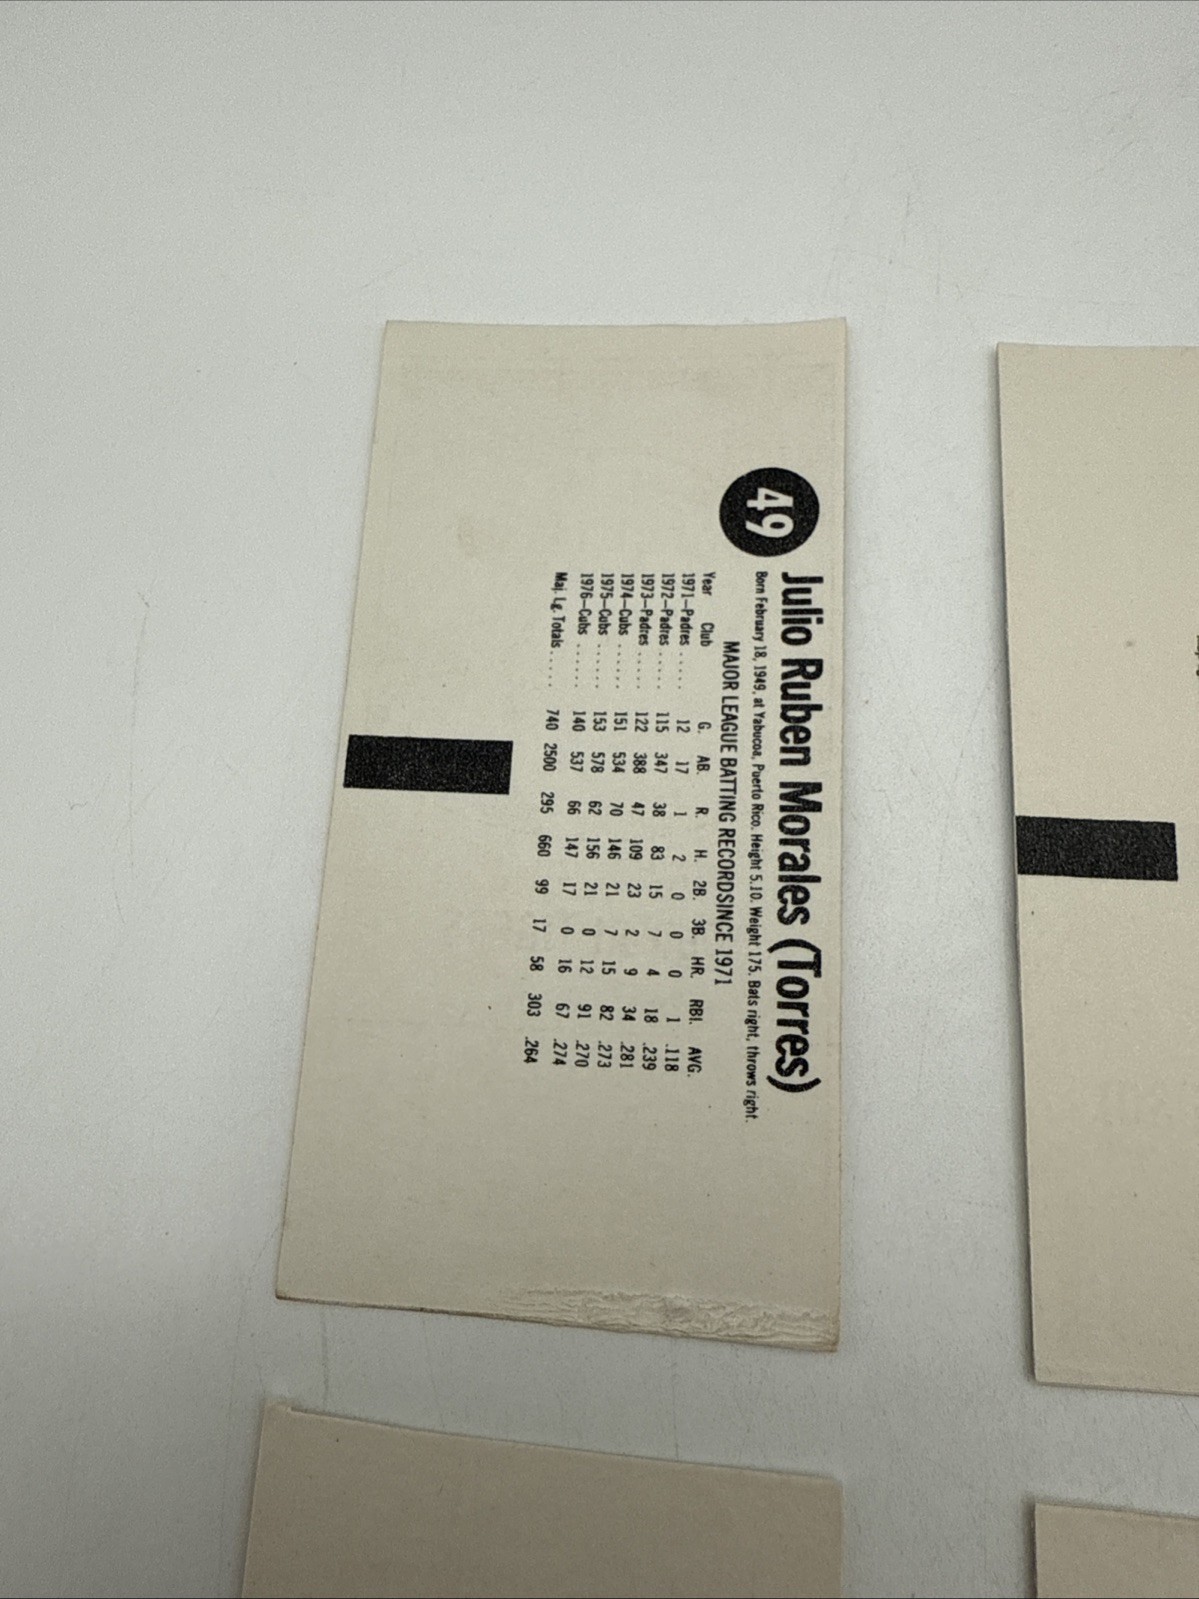 49
Julio Ruben Morales (Torres)
Born February 18, 1949, at Yabucoa, Puerto Rico. Height 5.10. Weight 175. Bats right, throws right.
MAJOR LEAGUE BATTING RECORDSINCE 1971
Year Club G. AB. R. H. 2B. 3B. HR. RBI. AVG.
1971—Padres ..... 12 17 1 2 0 0 0 1 .118
1972—Padres ..... 115 347 38 83 15 7 4 18 .239
1973—Padres ..... 122 388 47 109 23 2 9 34 .281
1974—Cubs ...... 151 534 70 146 21 7 15 82 .273
1975—Cubs ...... 153 578 62 156 21 0 12 91 .270
1976—Cubs ...... 140 537 66 147 17 0 16 67 .274
Maj. Lg. Totals ..... 740 2500 295 660 99 17 58 303 .264